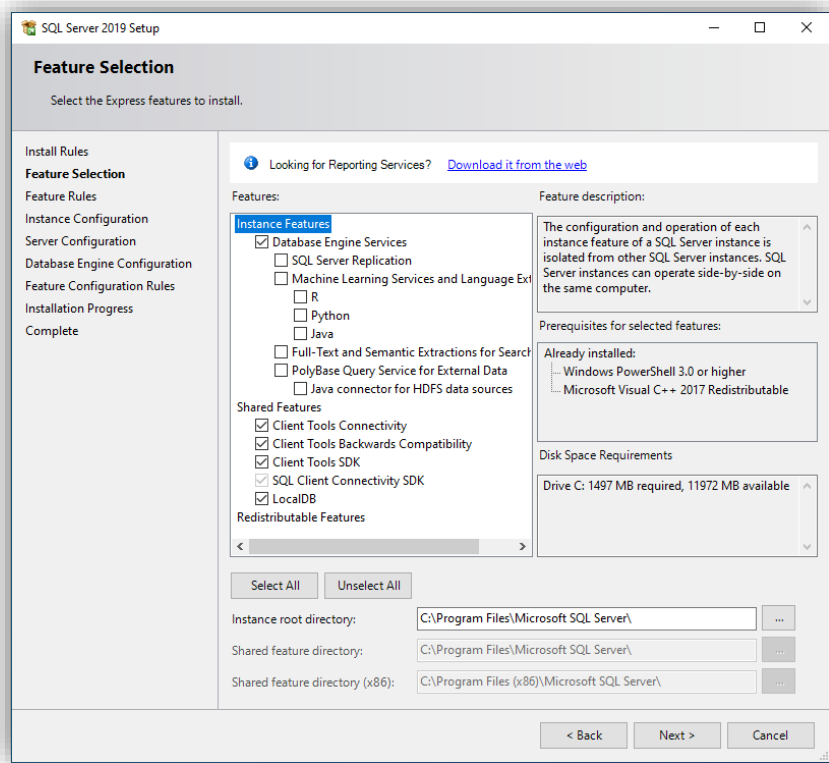 SQL Server 2019 Setup
Feature Selection
Select the Express features to install.
Install Rules
Feature Selection
Feature Rules
Instance Configuration
Server Configuration
Database Engine Configuration
Feature Configuration Rules
Installation Progress
Complete
Looking for Reporting Services? Download it from the web
Features:
Instance Features
Database Engine Services
SQL Server Replication
Machine Learning Services and Language Ext
R
Python
Java
Full-Text and Semantic Extractions for Search
PolyBase Query Service for External Data
Java connector for HDFS data sources
Shared Features
Client Tools Connectivity
Client Tools Backwards Compatibility
Client Tools SDK
SQL Client Connectivity SDK
LocalDB
Redistributable Features
Feature description:
The configuration and operation of each
instance feature of a SQL Server instance is
isolated from other SQL Server instances. SQL
Server instances can operate side-by-side on
the same computer.
Prerequisites for selected features:
Already installed:
Windows PowerShell 3.0 or higher
Microsoft Visual C++ 2017 Redistributable
Disk Space Requirements
Drive C: 1497 MB required, 11972 MB available
Select All
Unselect All
Instance root directory: C:\Program Files\Microsoft SQL Server\ ...
Shared feature directory: C:\Program Files\Microsoft SQL Server\ ...
Shared feature directory (x86): C:\Program Files (x86)\Microsoft SQL Server\ ...
< Back
Next >
Cancel